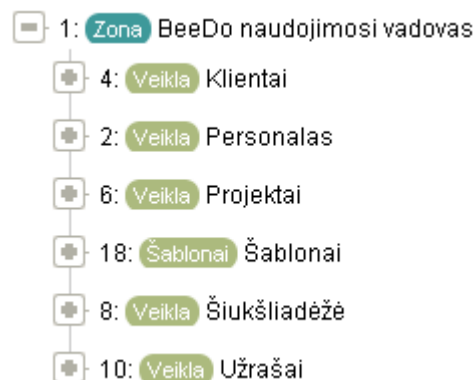 1: Zona BeeDo naudojimosi vadovas
4: Veikla Klientai
2: Veikla Personalas
6: Veikla Projektai
18: Šablonai Šablonai
8: Veikla Šiukšliadėžė
10: Veikla Užrašai